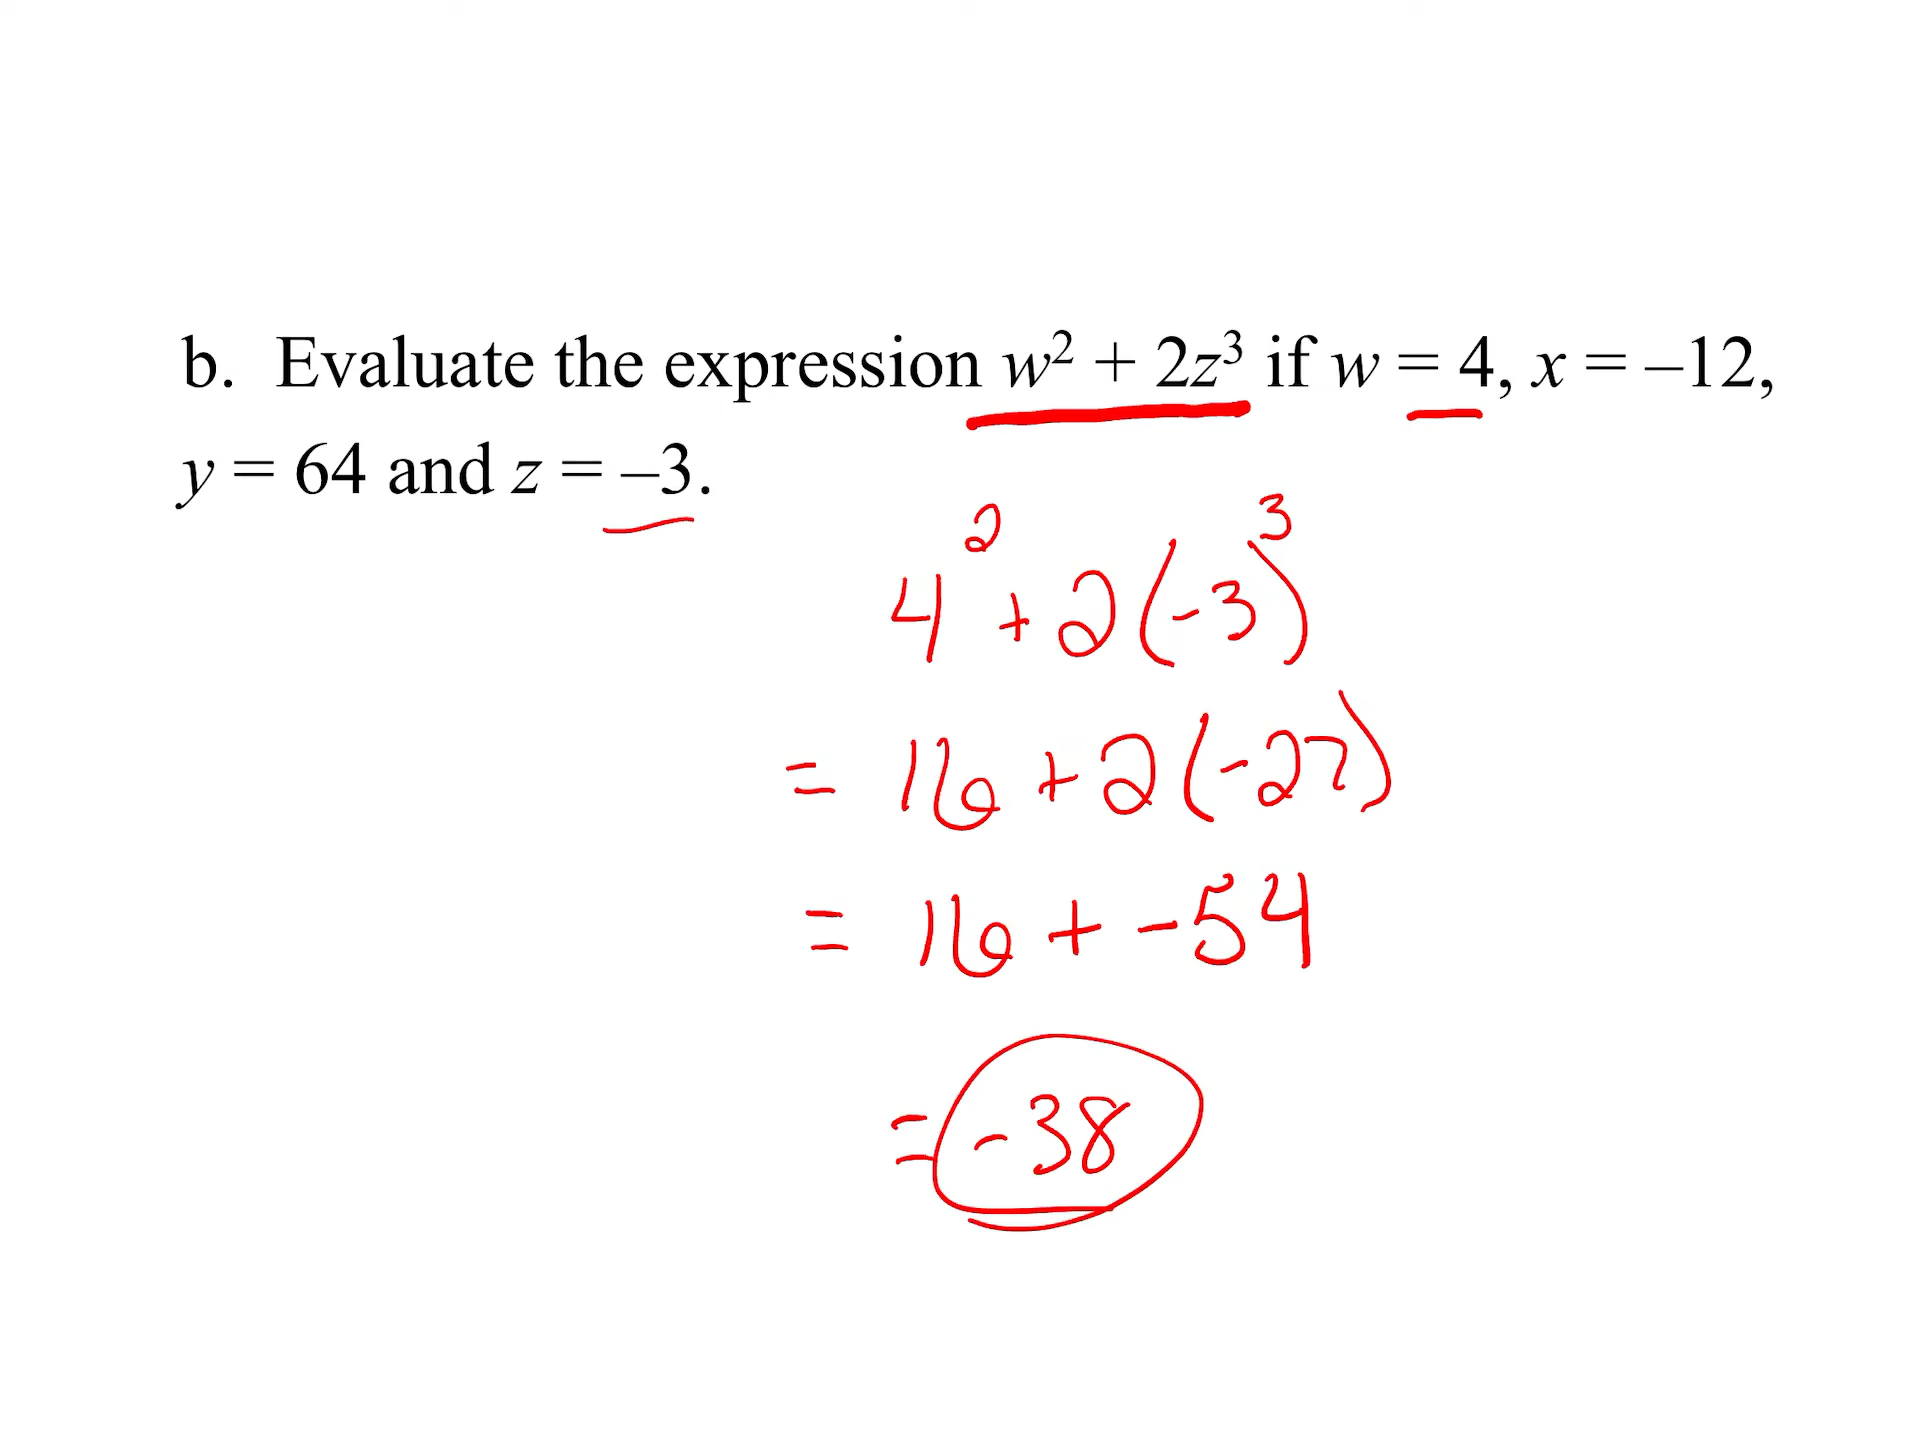 b. Evaluate the expression w² + 2z³ if w = 4, x = –12,
y = 64 and z = –3.
4² + 2(-3)³
= 16 + 2(-27)
= 16 + -54
= -38